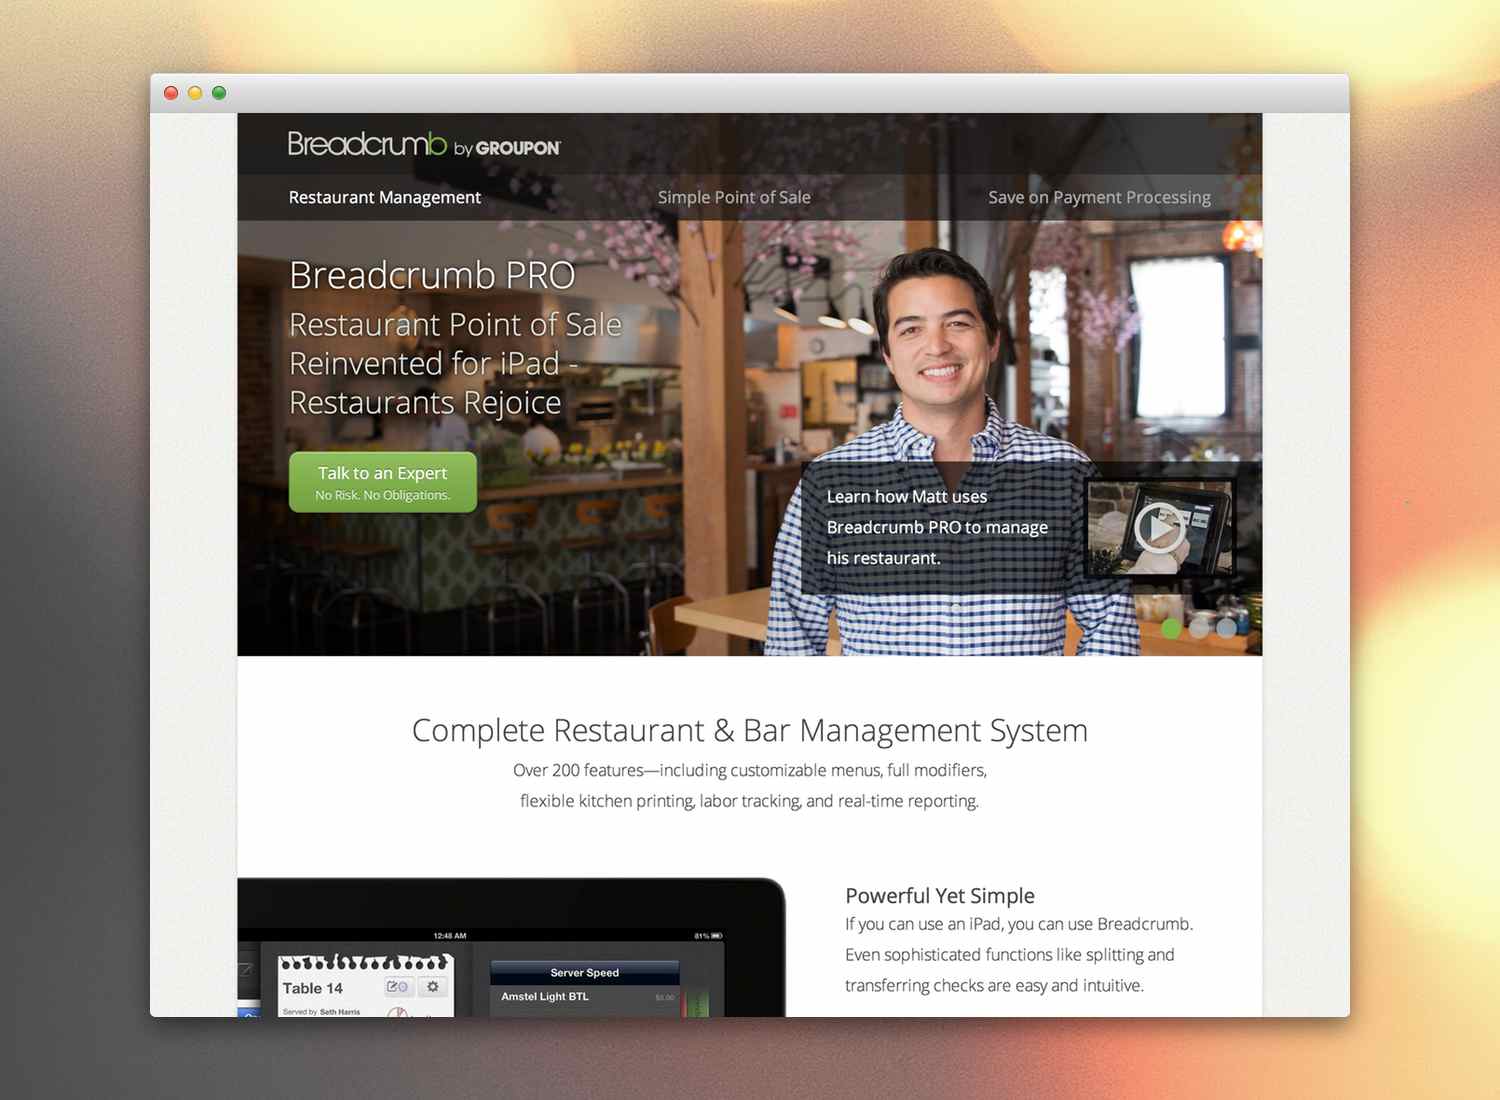 Breadcrumb by GROUPON
Restaurant Management
Simple Point of Sale
Save on Payment Processing
Breadcrumb PRO
Restaurant Point of Sale
Reinvented for iPad -
Restaurants Rejoice
Talk to an Expert
No Risk. No Obligations.
Learn how Matt uses
Breadcrumb PRO to manage
his restaurant.
Complete Restaurant & Bar Management System
Over 200 features—including customizable menus, full modifiers,
flexible kitchen printing, labor tracking, and real-time reporting.
12:48 AM
81%
Table 14
Served by Seth Harris
Server Speed
Amstel Light BTL
$5.00
Powerful Yet Simple
If you can use an iPad, you can use Breadcrumb.
Even sophisticated functions like splitting and
transferring checks are easy and intuitive.